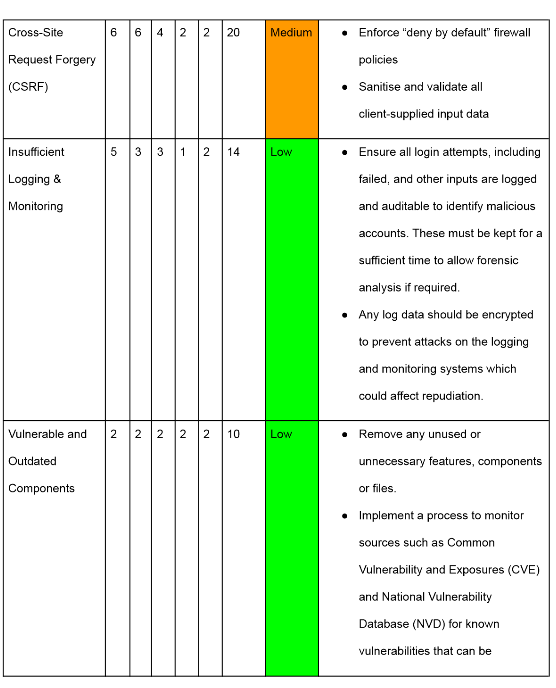 Cross-Site 6 6 4 2 2 20 Medium ● Enforce “deny by default” firewall
Request Forgery policies
(CSRF) ● Sanitise and validate all
client-supplied input data
Insufficient 5 3 3 1 2 14 Low ● Ensure all login attempts, including
Logging & failed, and other inputs are logged
Monitoring and auditable to identify malicious
accounts. These must be kept for a
sufficient time to allow forensic
analysis if required.
● Any log data should be encrypted
to prevent attacks on the logging
and monitoring systems which
could affect repudiation.
Vulnerable and 2 2 2 2 2 10 Low ● Remove any unused or
Outdated unnecessary features, components
Components or files.
● Implement a process to monitor
sources such as Common
Vulnerability and Exposures (CVE)
and National Vulnerability
Database (NVD) for known
vulnerabilities that can be